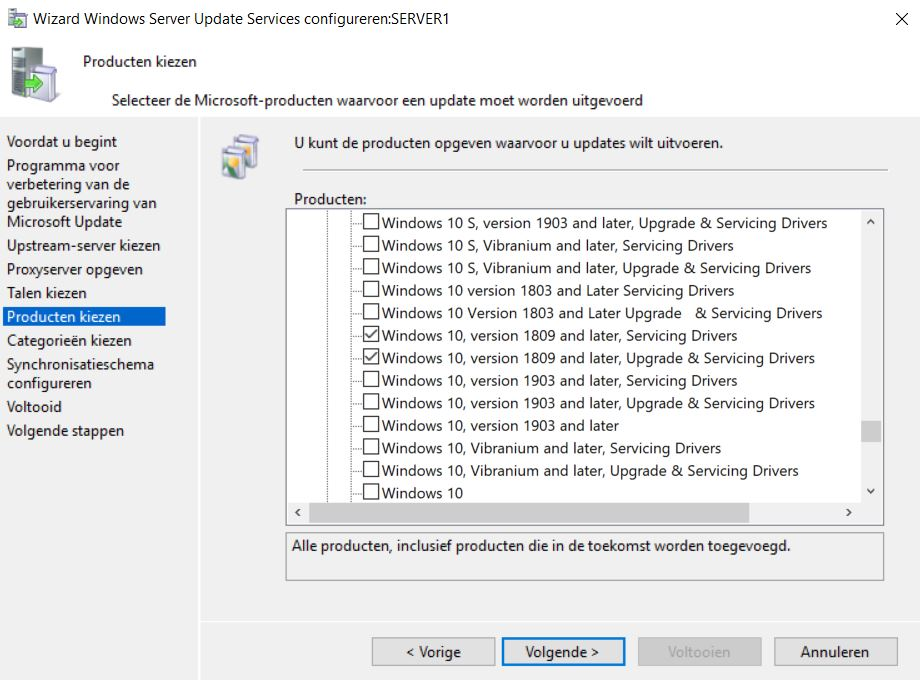 Wizard Windows Server Update Services configureren:SERVER1
Producten kiezen
Selecteer de Microsoft-producten waarvoor een update moet worden uitgevoerd
Voordat u begint
Programma voor
verbetering van de
gebruikerservaring van
Microsoft Update
Upstream-server kiezen
Proxyserver opgeven
Talen kiezen
Producten kiezen
Categorieën kiezen
Synchronisatieschema
configureren
Voltooid
Volgende stappen
U kunt de producten opgeven waarvoor u updates wilt uitvoeren.
Producten:
Windows 10 S, version 1903 and later, Upgrade & Servicing Drivers
Windows 10 S, Vibranium and later, Servicing Drivers
Windows 10 S, Vibranium and later, Upgrade & Servicing Drivers
Windows 10 version 1803 and Later Servicing Drivers
Windows 10 Version 1803 and Later Upgrade   & Servicing Drivers
Windows 10, version 1809 and later, Servicing Drivers
Windows 10, version 1809 and later, Upgrade & Servicing Drivers
Windows 10, version 1903 and later, Servicing Drivers
Windows 10, version 1903 and later, Upgrade & Servicing Drivers
Windows 10, version 1903 and later
Windows 10, Vibranium and later, Servicing Drivers
Windows 10, Vibranium and later, Upgrade & Servicing Drivers
Windows 10
Alle producten, inclusief producten die in de toekomst worden toegevoegd.
< Vorige
Volgende >
Voltooien
Annuleren